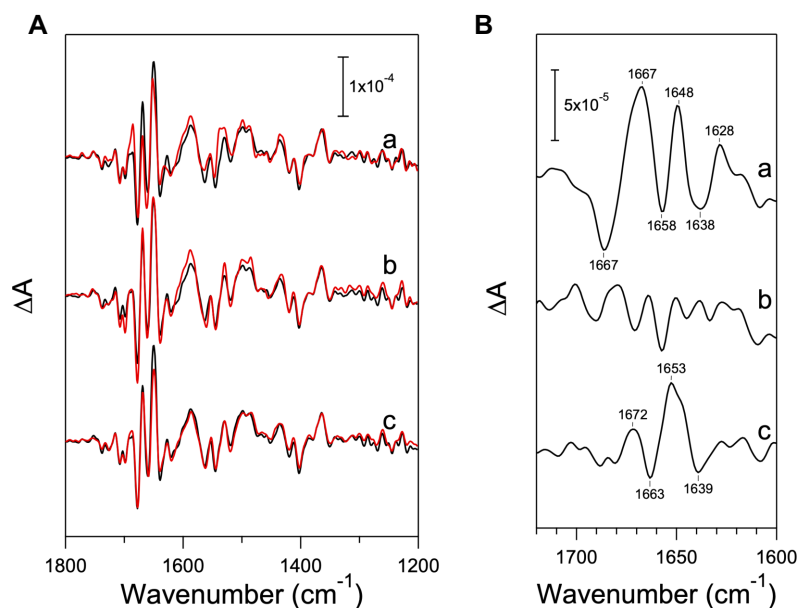 A
1x10⁻⁴
a
b
c
ΔA
1800
1600
1400
1200
Wavenumber (cm⁻¹)
B
5x10⁻⁵
1667
1648
1628
a
1658
1638
1667
b
1653
1672
c
1663
1639
ΔA
1700
1650
1600
Wavenumber (cm⁻¹)